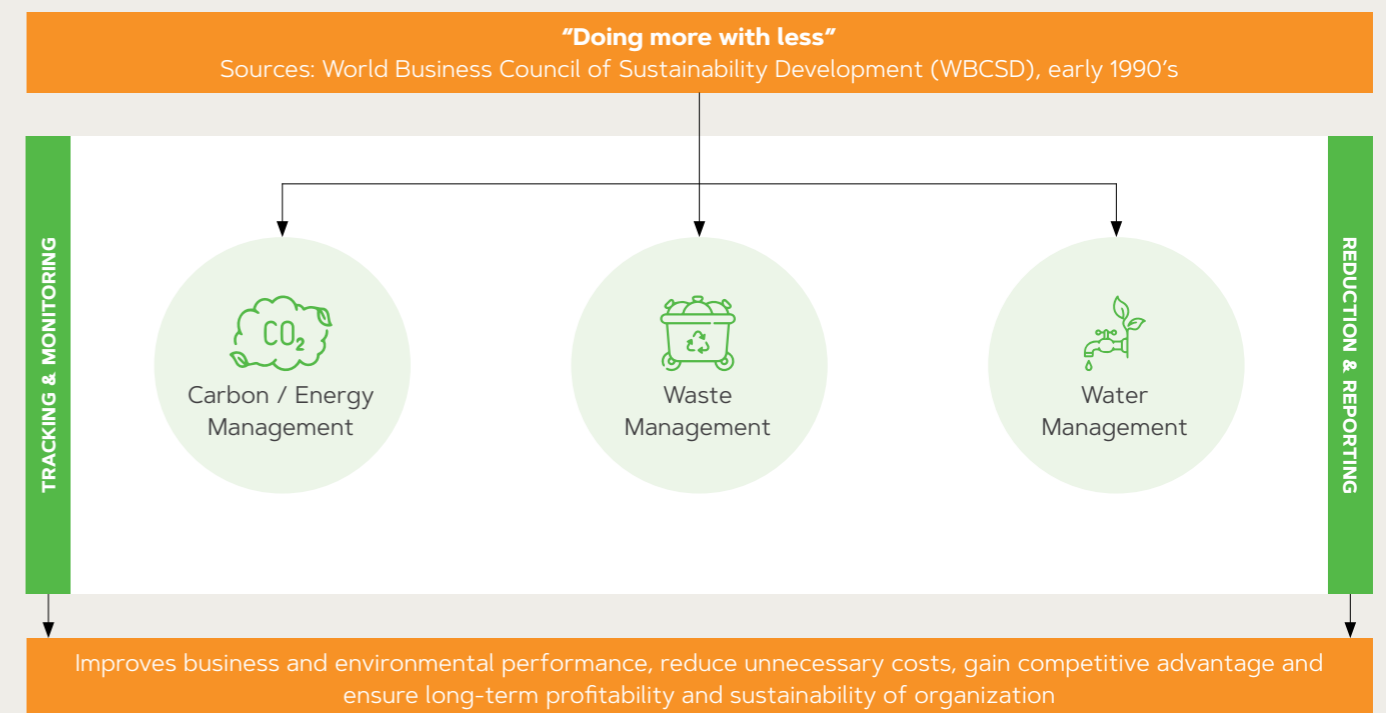 “Doing more with less”
Sources: World Business Council of Sustainability Development (WBCSD), early 1990’s
TRACKING & MONITORING
CO₂
Carbon / Energy
Management
Waste
Management
Water
Management
REDUCTION & REPORTING
Improves business and environmental performance, reduce unnecessary costs, gain competitive advantage and
ensure long-term profitability and sustainability of organization